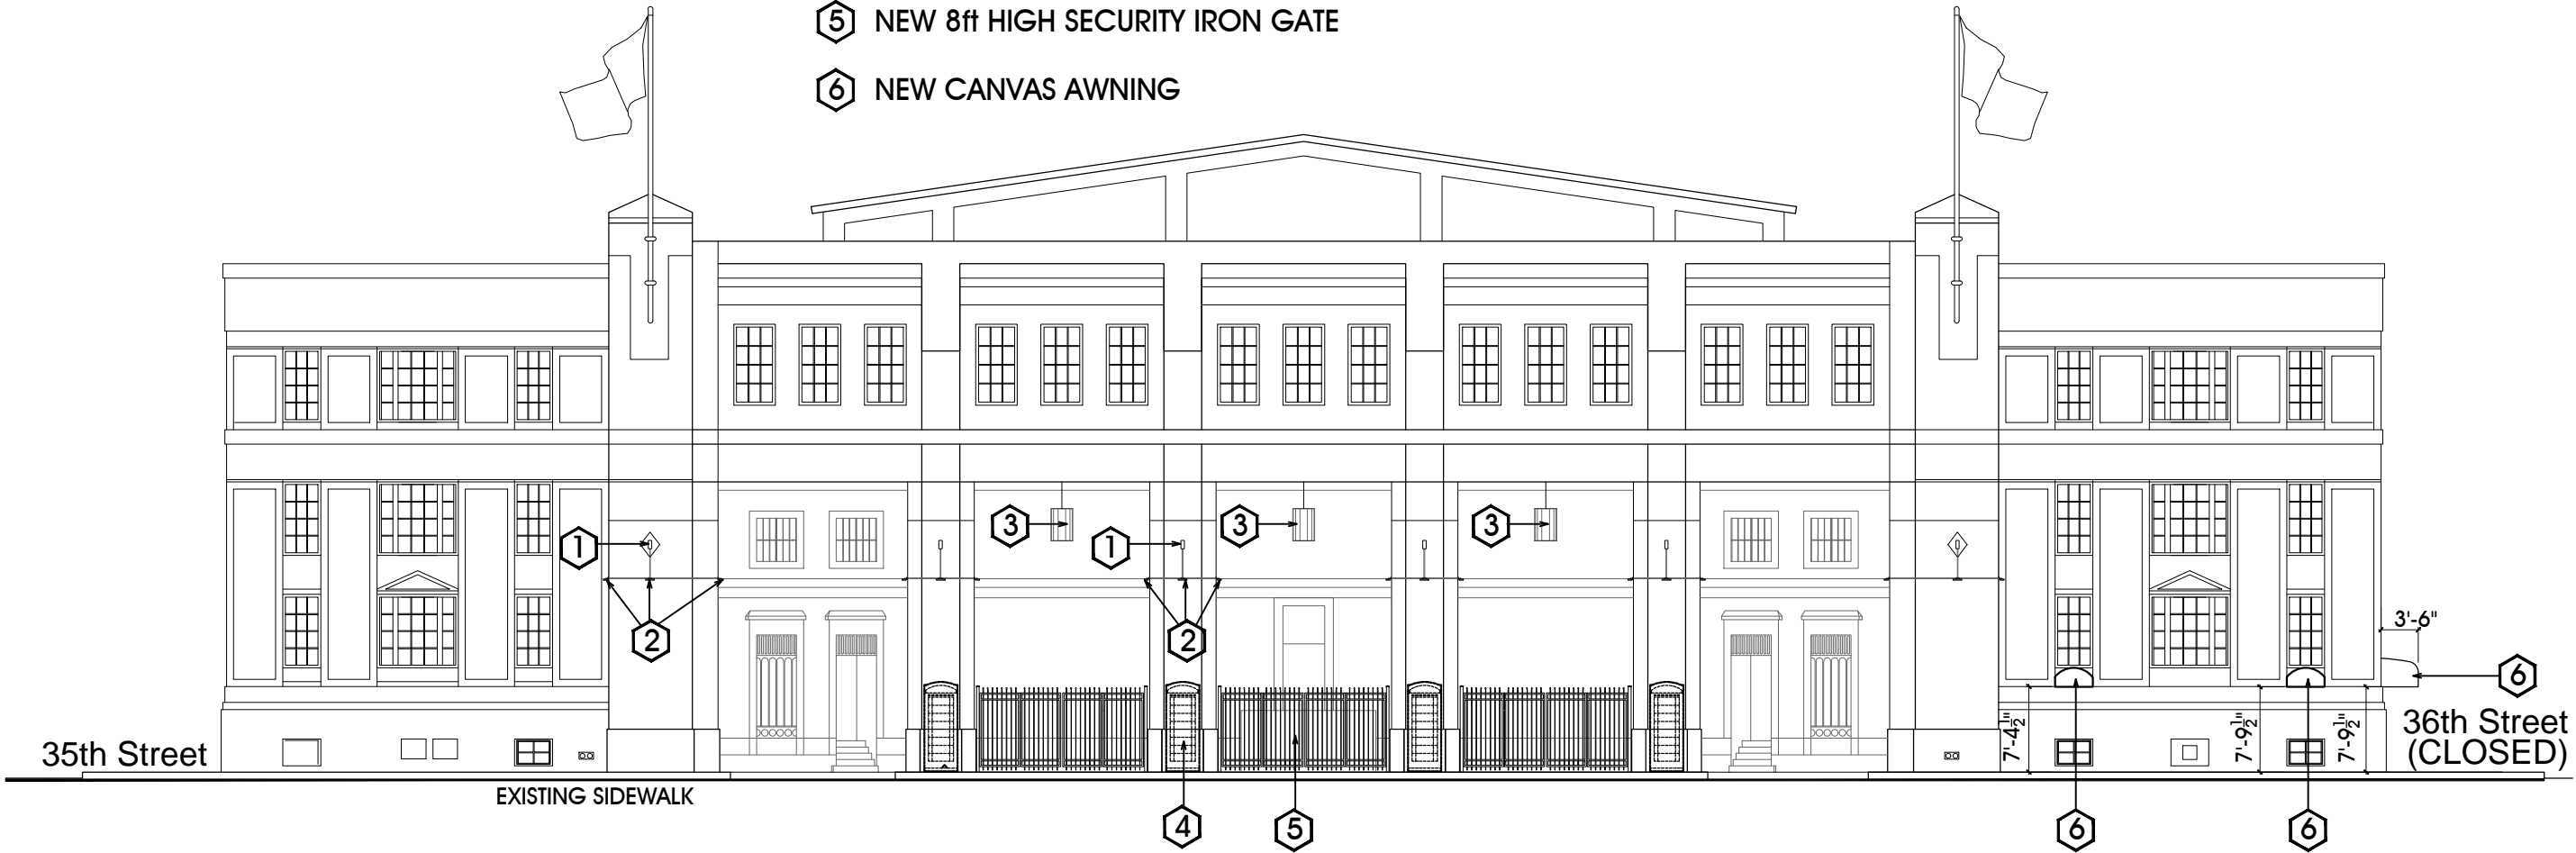 5 NEW 8ft HIGH SECURITY IRON GATE
6 NEW CANVAS AWNING
3 3 3
1 1
2 2
3'-6"
6
35th Street
7'-4½" 7'-9½" 7'-9½"
36th Street
(CLOSED)
EXISTING SIDEWALK
4 5 6 6